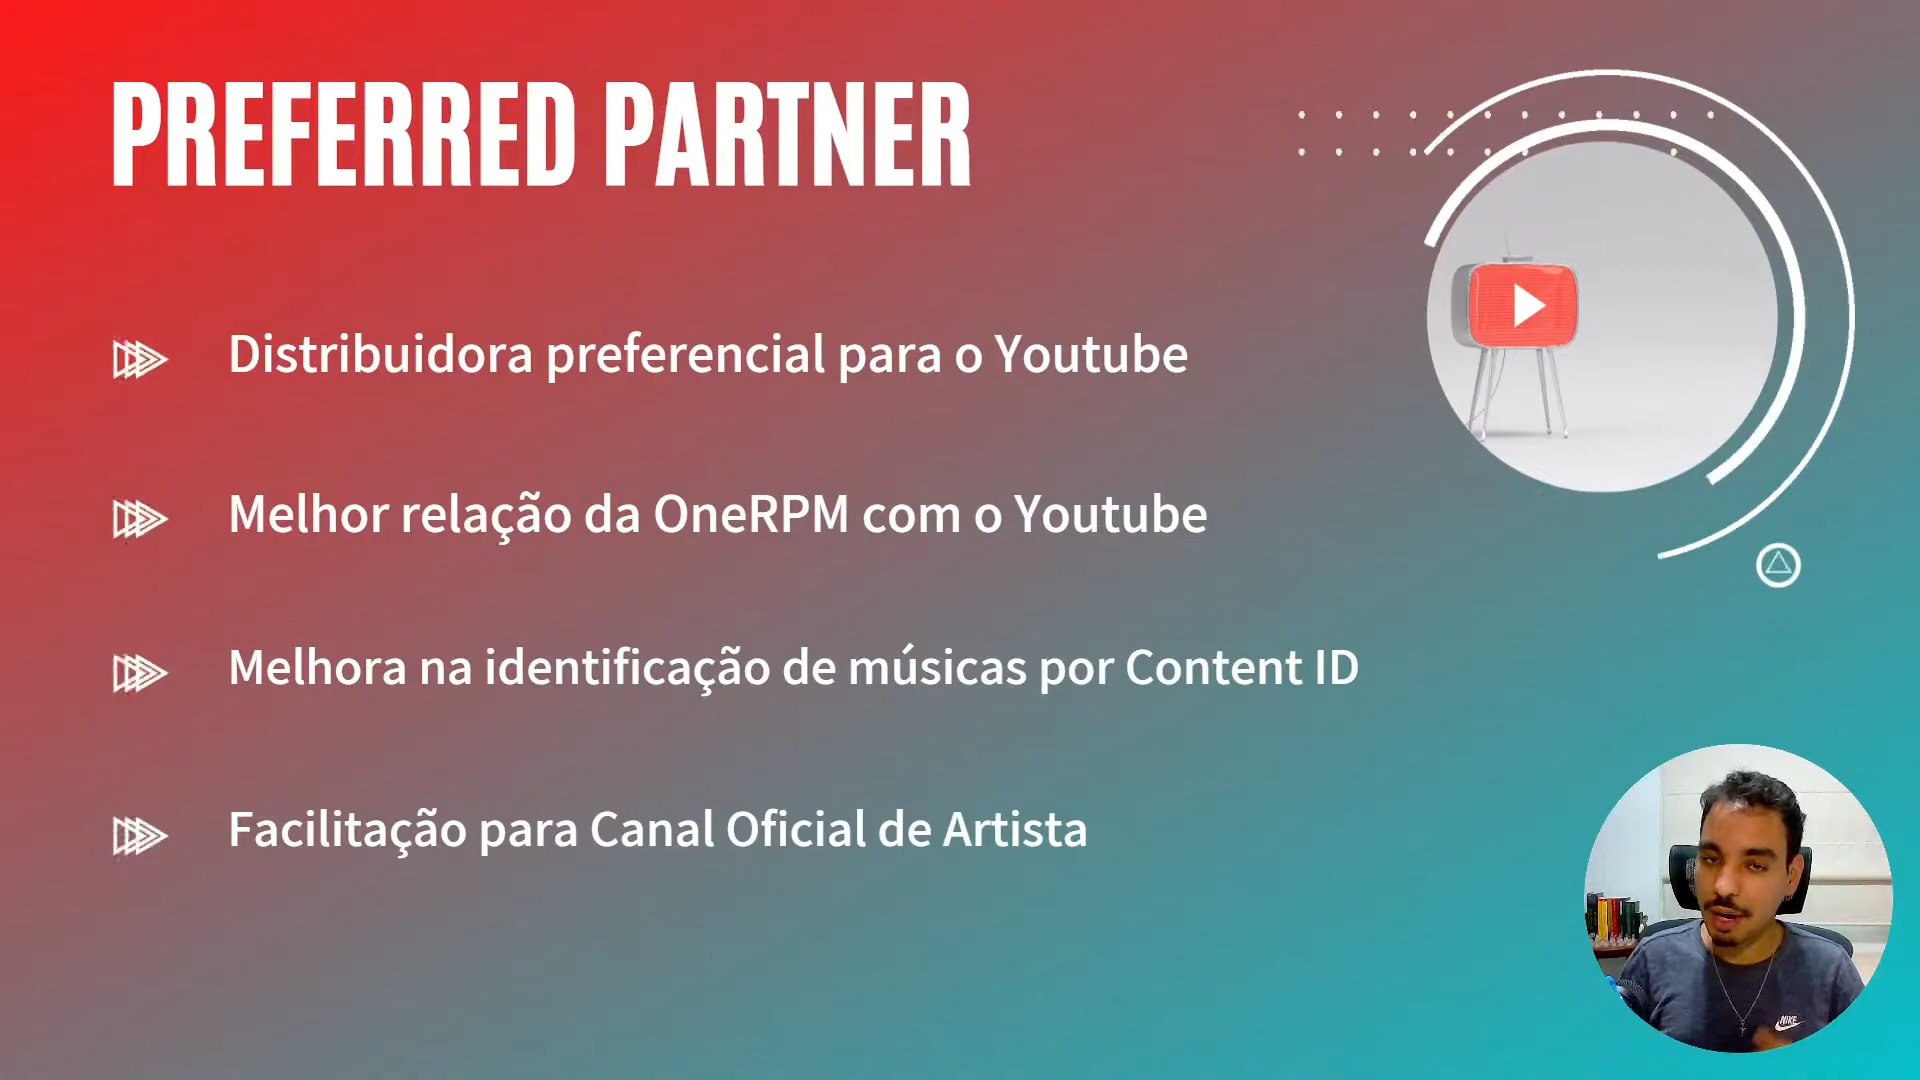 PREFERRED PARTNER
Distribuidora preferencial para o Youtube
Melhor relação da OneRPM com o Youtube
Melhora na identificação de músicas por Content ID
Facilitação para Canal Oficial de Artista
NIKE